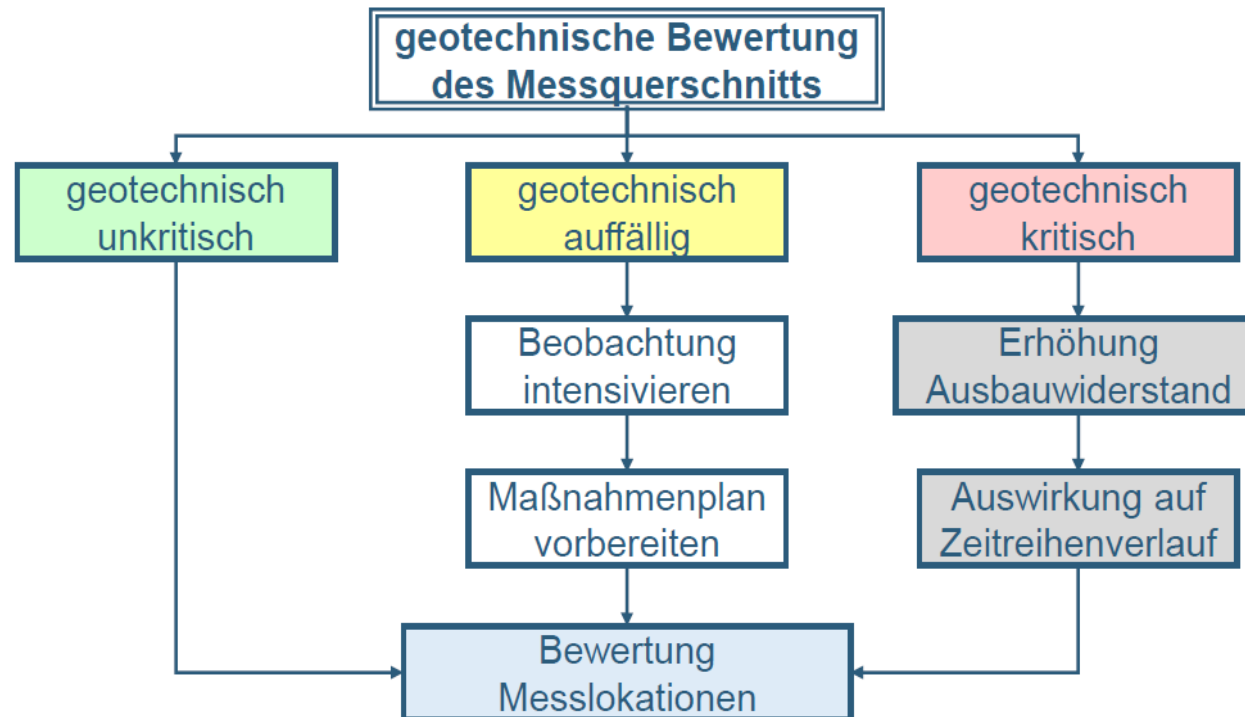 geotechnische Bewertung
des Messquerschnitts
geotechnisch
unkritisch
geotechnisch
auffällig
geotechnisch
kritisch
Beobachtung
intensivieren
Erhöhung
Ausbauwiderstand
Maßnahmenplan
vorbereiten
Auswirkung auf
Zeitreihenverlauf
Bewertung
Messlokationen